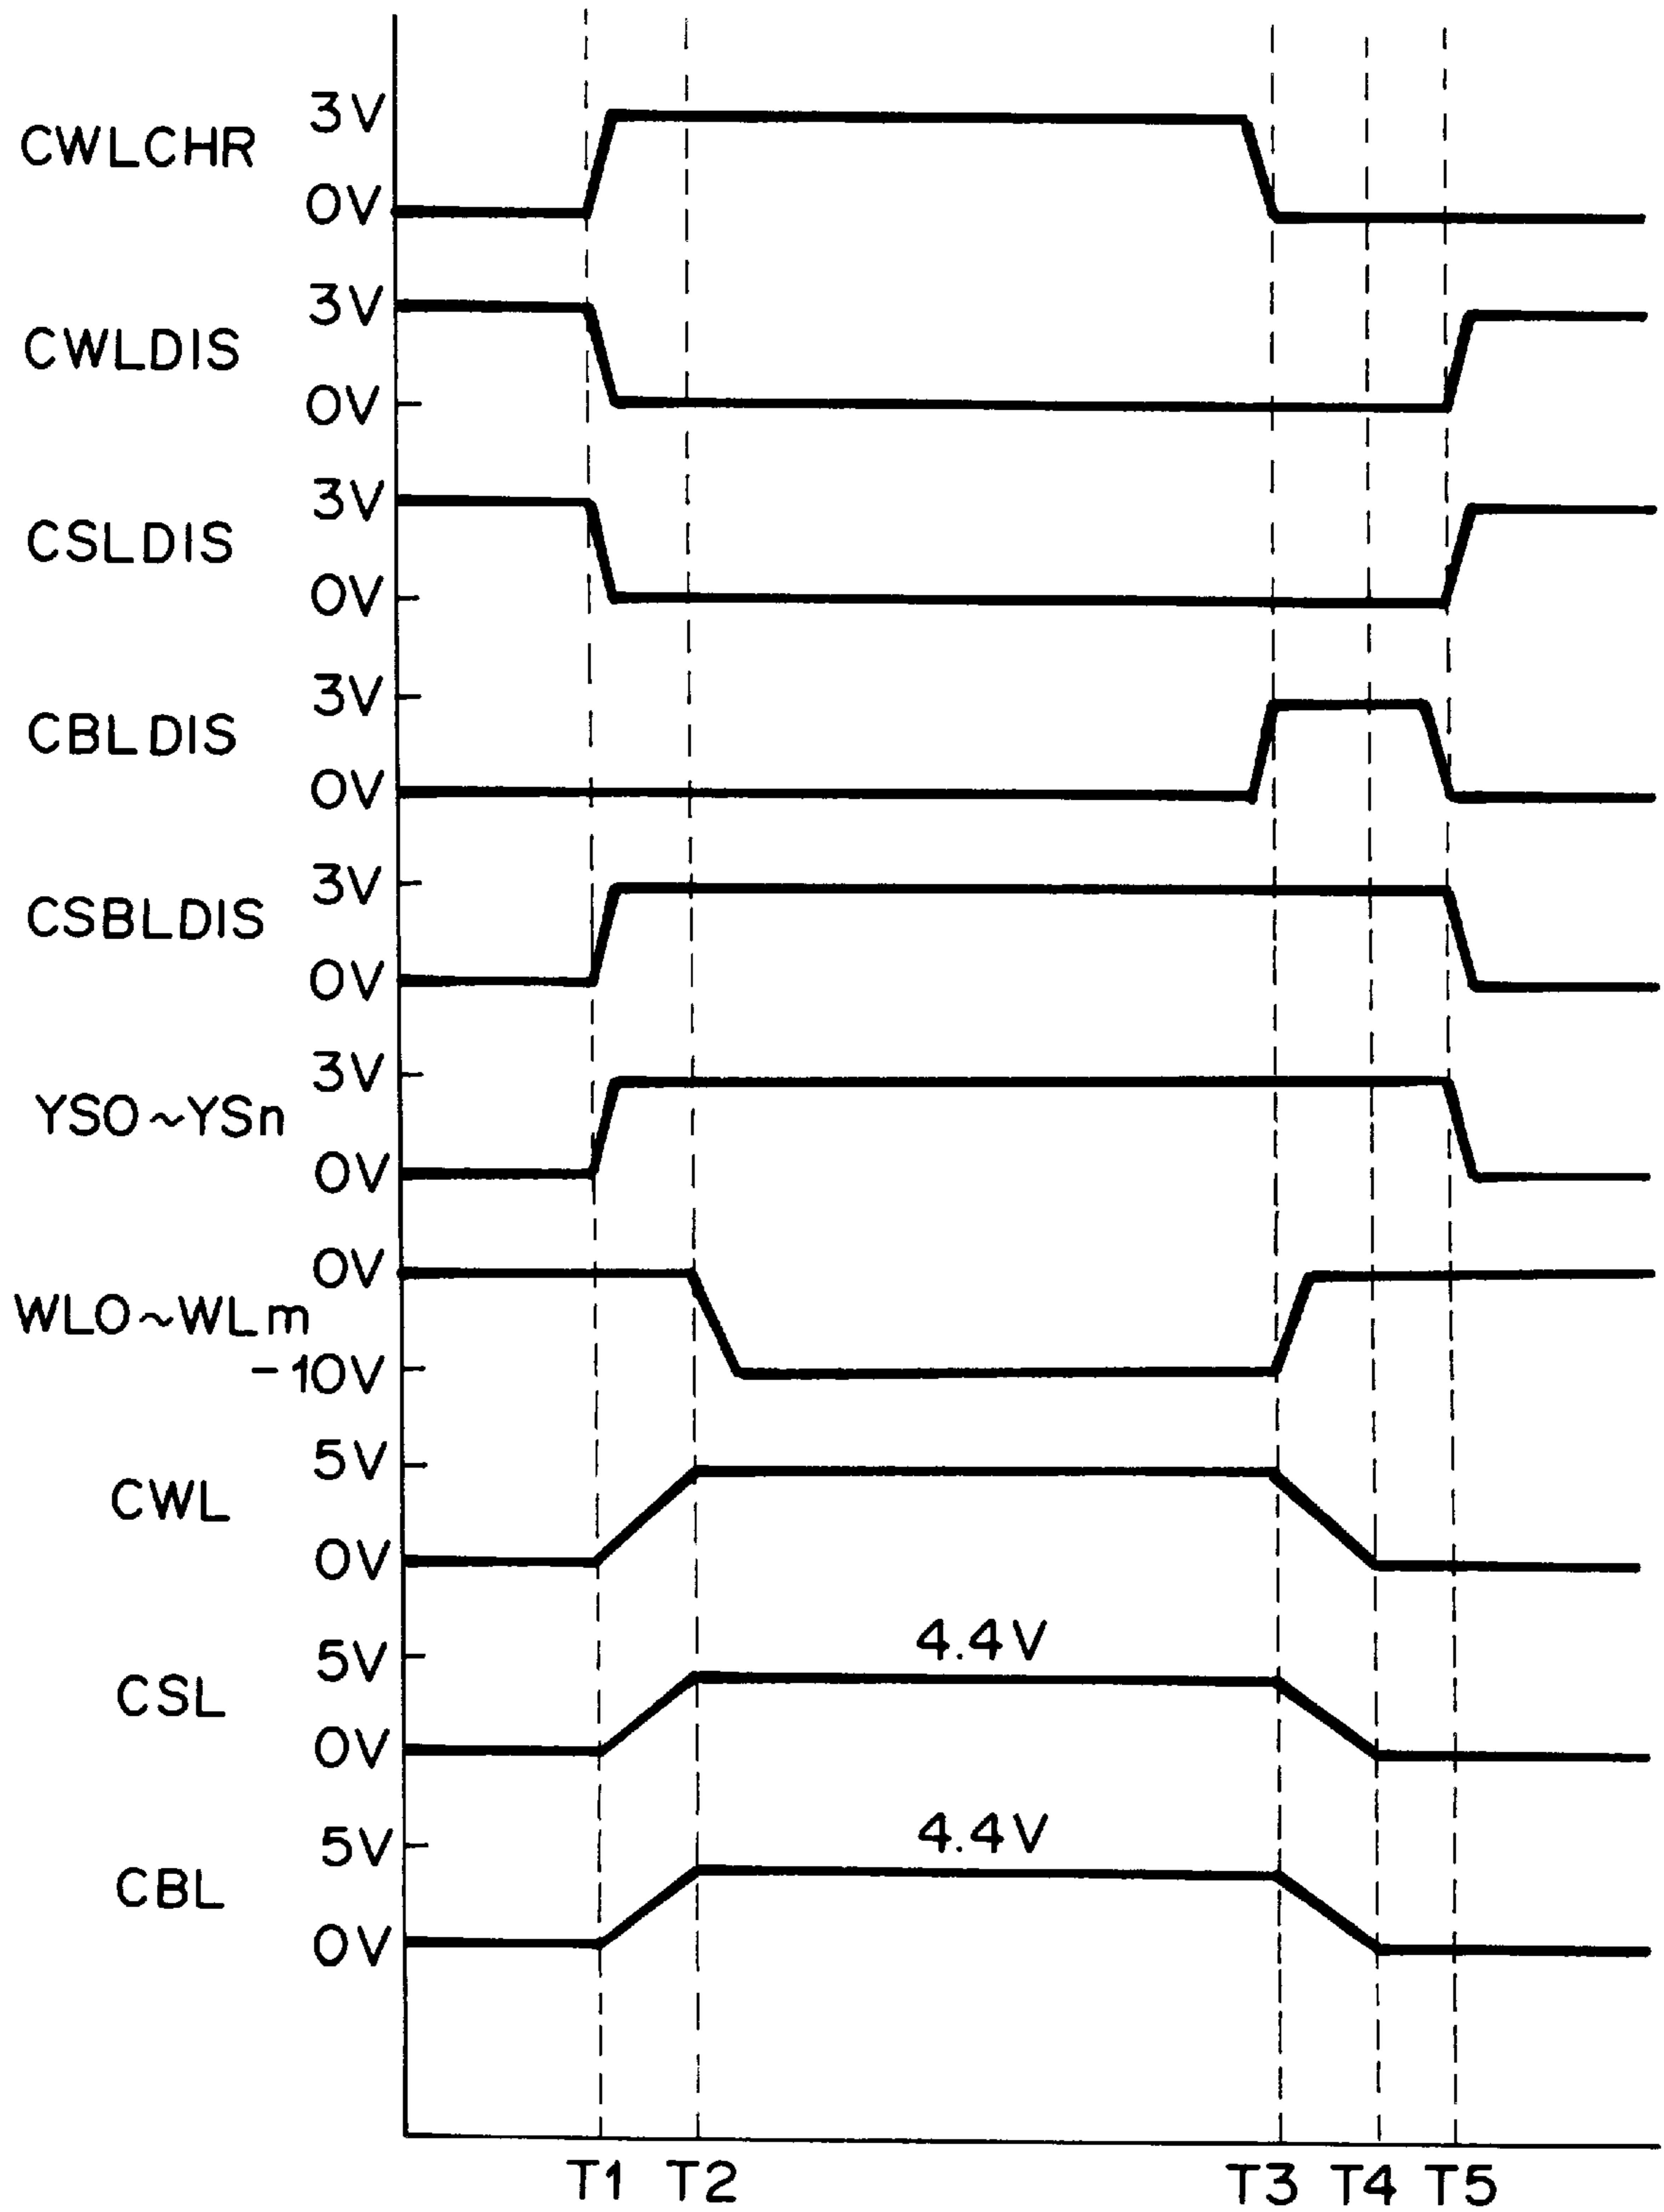 CWLCHR 3V
0V
CWLDIS 3V
0V
CSLDIS 3V
0V
CBLDIS 3V
0V
CSBLDIS 3V
0V
YS0~YSn 3V
0V
WL0~WLm 0V
-10V
CWL 5V
0V
CSL 5V 4.4V
0V
CBL 5V 4.4V
0V
T1 T2 T3 T4 T5